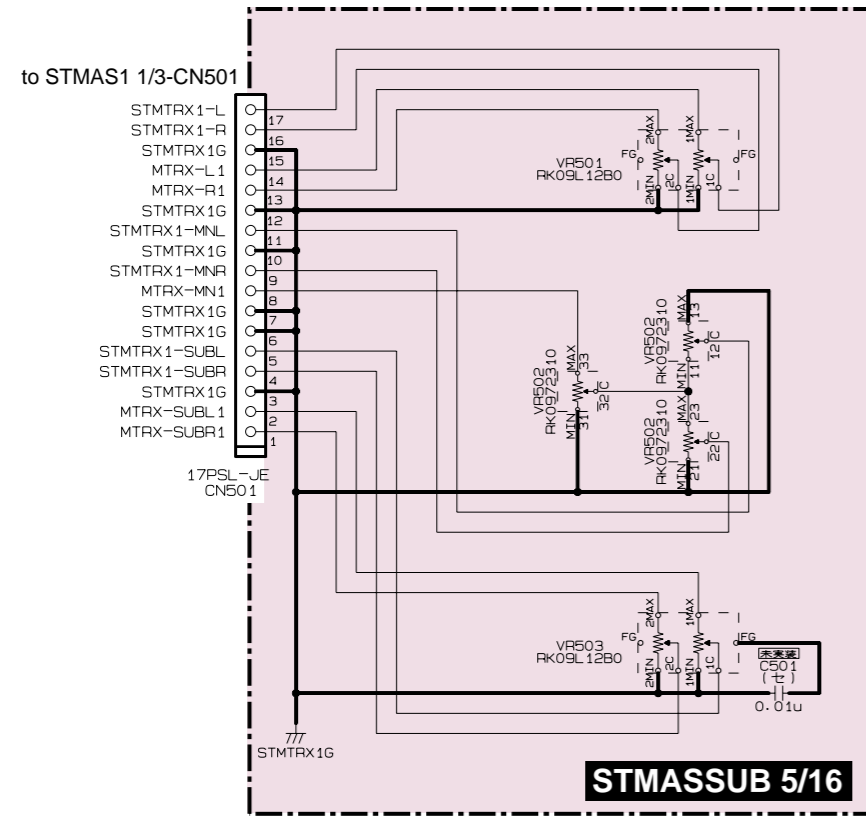 to STMAS1 1/3-CN501
STMTRX1-L
17
STMTRX1-R
16
STMTRX1G
15
MTRX-L1
14
MTRX-R1
13
STMTRX1G
12
STMTRX1-MNL
11
STMTRX1G
10
STMTRX1-MNR
9
MTRX-MN1
8
STMTRX1G
7
STMTRX1G
6
STMTRX1-SUBL
5
STMTRX1-SUBR
4
STMTRX1G
3
MTRX-SUBL1
2
MTRX-SUBR1
1
17PSL-JE
CN501
2MAX
1MAX
FG
FG
VR501
RK09L12B0
2MIN
2C
1MIN
1C
VR502
RK0972310
MAX
33
32C
MIN
31
VR502
RK0972310
MAX
13
12C
MIN
11
VR502
RK0972310
MAX
23
22C
MIN
21
2MAX
1MAX
FG
FG
VR503
RK09L12B0
2MIN
2C
1MIN
1C
未実装
C501
(セ)
0.01u
STMTRX1G
STMASSUB 5/16